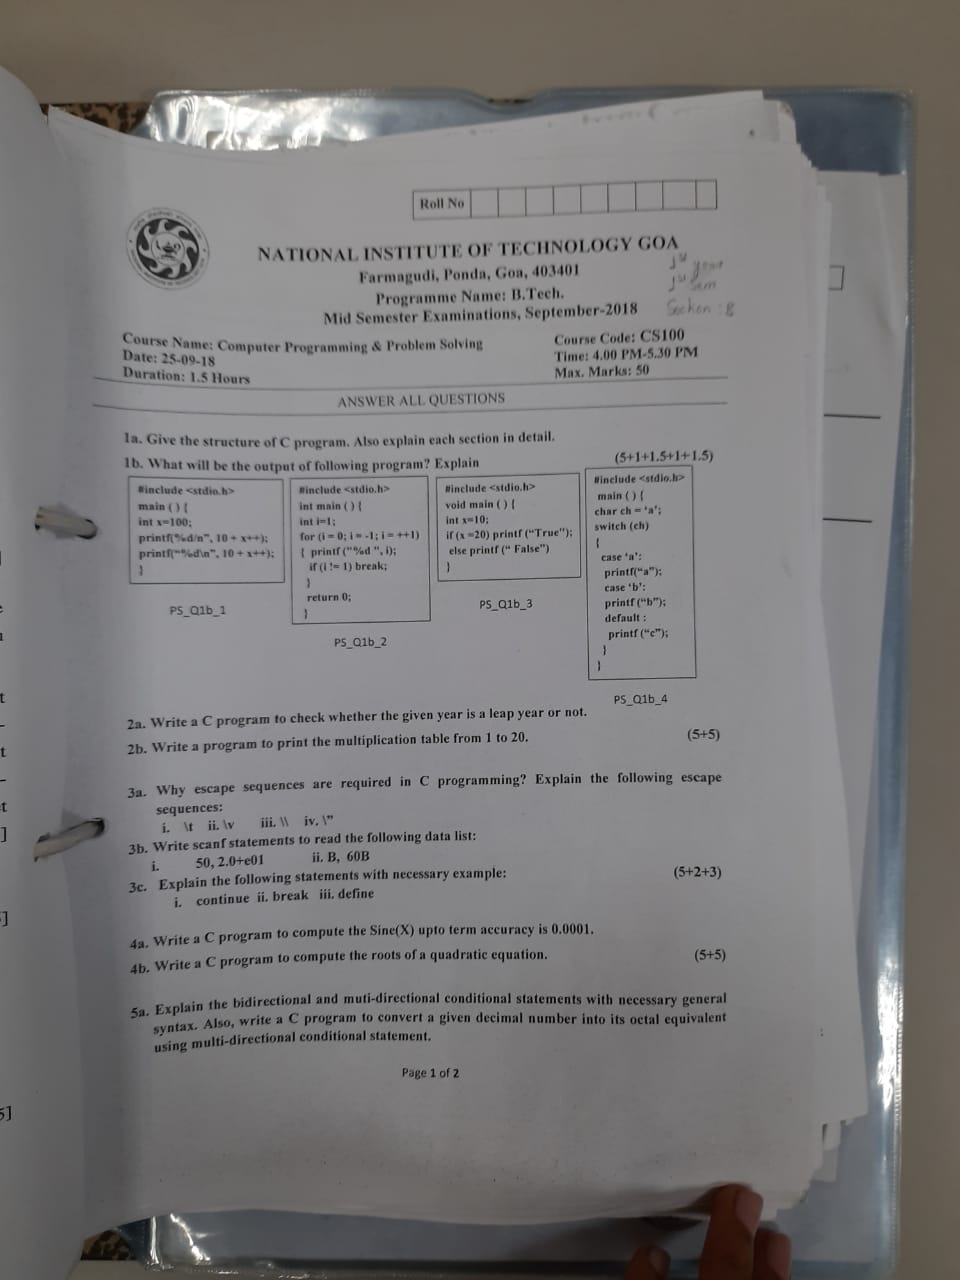 Roll No
NATIONAL INSTITUTE OF TECHNOLOGY GOA
Farmagudi, Ponda, Goa, 403401
Programme Name: B.Tech.
Mid Semester Examinations, September-2018
1st year
1st Sem
Section : B
Course Name: Computer Programming & Problem Solving
Date: 25-09-18
Duration: 1.5 Hours
Course Code: CS100
Time: 4.00 PM-5.30 PM
Max. Marks: 50
ANSWER ALL QUESTIONS
1a. Give the structure of C program. Also explain each section in detail.
1b. What will be the output of following program? Explain (5+1+1.5+1+1.5)
#include <stdio.h>
main ( ) {
int x=100;
printf(%d/n", 10 + x++);
printf("%d\n", 10 + x++);
}
PS_Q1b_1
#include <stdio.h>
int main ( ) {
int i=1;
for (i = 0; i = -1; i = ++1)
{ printf ("%d ", i);
if (i != 1) break;
}
return 0;
}
PS_Q1b_2
#include <stdio.h>
void main ( ) {
int x=10;
if (x =20) printf ("True");
else printf (" False")
}
PS_Q1b_3
#include <stdio.h>
main ( ) {
char ch = 'a';
switch (ch)
{
case 'a':
printf("a");
case 'b':
printf ("b");
default :
printf ("c");
}
}
PS_Q1b_4
2a. Write a C program to check whether the given year is a leap year or not.
2b. Write a program to print the multiplication table from 1 to 20. (5+5)
3a. Why escape sequences are required in C programming? Explain the following escape
sequences:
i. \t ii. \v iii. \\ iv. \"
3b. Write scanf statements to read the following data list:
i. 50, 2.0+e01 ii. B, 60B
3c. Explain the following statements with necessary example: (5+2+3)
i. continue ii. break iii. define
4a. Write a C program to compute the Sine(X) upto term accuracy is 0.0001.
4b. Write a C program to compute the roots of a quadratic equation. (5+5)
5a. Explain the bidirectional and muti-directional conditional statements with necessary general
syntax. Also, write a C program to convert a given decimal number into its octal equivalent
using multi-directional conditional statement.
Page 1 of 2